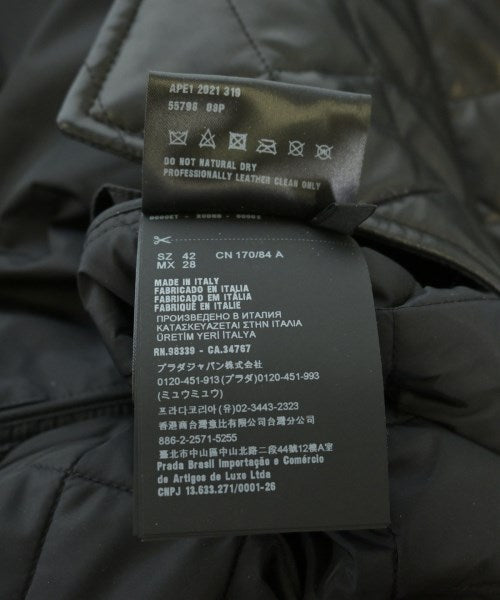 APE1 2021 319
55796 08P
DO NOT NATURAL DRY
PROFESSIONALLY LEATHER CLEAN ONLY
SZ 42 CN 170/84 A
MX 28
MADE IN ITALY
FABRICADO EN ITALIA
FABRICADO EM ITÁLIA
FABRIQUÉ EN ITALIE
ПРОИЗВЕДЕНО В ИТАЛИИ
ΚΑΤΑΣΚΕΥΑΖΕΤΑΙ ΣΤΗΝ ΙΤΑΛΙΑ
ÜRETİM YERİ İTALYA
RN.98339 - CA.34767
プラダジャパン株式会社
0120-451-913 (プラダ) 0120-451-993
(ミュウミュウ)
프라다코리아 (유) 02-3443-2323
香港商台灣普比有限公司台灣分公司
886-2-2571-5255
臺北市中山區中山北路二段44號12樓A室
Prada Brasil Importação e Comércio
de Artigos de Luxo Ltda
CNPJ 13.633.271/0001-26